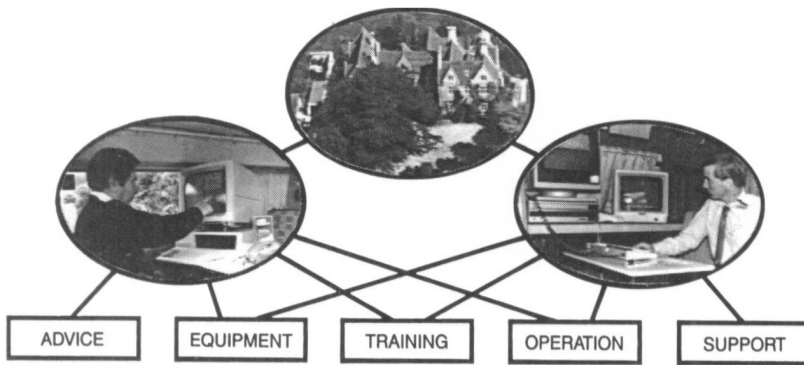 ADVICE
EQUIPMENT
TRAINING
OPERATION
SUPPORT